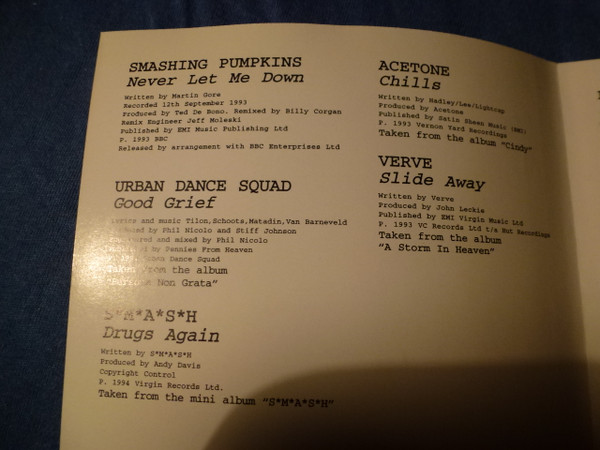 SMASHING PUMPKINS
Never Let Me Down
Written by Martin Gore
Recorded 12th September 1993
Produced by Ted De Bono. Remixed by Billy Corgan
Remix Engineer Jeff Moleski
Published by EMI Music Publishing Ltd
P. 1993 BBC
Released by arrangement with BBC Enterprises Ltd
URBAN DANCE SQUAD
Good Grief
Lyrics and music Tilon,Schoots,Matadin,Van Barneveld
Produced by Phil Nicolo and Stiff Johnson
and mixed by Phil Nicolo
by Pennies From Heaven
Urban Dance Squad
Taken from the album
Non Grata"
S*M*A*S*H
Drugs Again
Written by S*M*A*S*H
Produced by Andy Davis
Copyright Control
P. 1994 Virgin Records Ltd.
Taken from the mini album "S*M*A*S*H"
ACETONE
Chills
Written by Hadley/Lee/Lightcap
Produced by Acetone
Published by Satin Sheen Music (BMI)
P. 1993 Vernon Yard Recordings
Taken from the album "Cindy"
VERVE
Slide Away
Written by Verve
Produced by John Leckie
Published by EMI Virgin Music Ltd
P. 1993 VC Records Ltd t/a Hut Recordings
Taken from the album
"A Storm In Heaven"